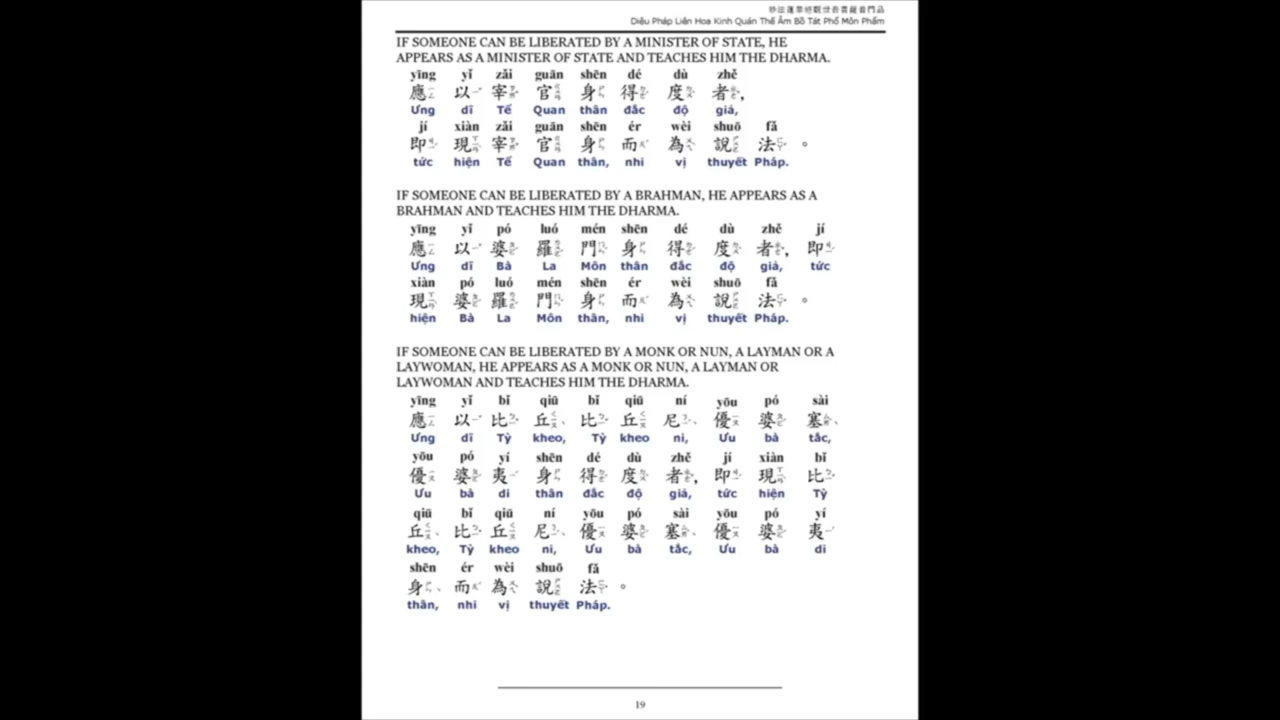 妙法蓮華經觀世音菩薩普門品
Diệu Pháp Liên Hoa Kinh Quán Thế Âm Bồ Tát Phổ Môn Phẩm
IF SOMEONE CAN BE LIBERATED BY A MINISTER OF STATE, HE
APPEARS AS A MINISTER OF STATE AND TEACHES HIM THE DHARMA.
yīng yǐ zǎi guān shēn dé dù zhě
應 以 宰 官 身 得 度 者,
Ưng dĩ Tể Quan thân đắc độ giả,
jí xiàn zǎi guān shēn ér wèi shuō fǎ
即 現 宰 官 身 而 為 說 法 。
tức hiện Tể Quan thân, nhi vị thuyết Pháp.
IF SOMEONE CAN BE LIBERATED BY A BRAHMAN, HE APPEARS AS A
BRAHMAN AND TEACHES HIM THE DHARMA.
yīng yǐ pó luó mén shēn dé dù zhě jí
應 以 婆 羅 門 身 得 度 者, 即
Ưng dĩ Bà La Môn thân đắc độ giả, tức
xiàn pó luó mén shēn ér wèi shuō fǎ
現 婆 羅 門 身 而 為 說 法 。
hiện Bà La Môn thân, nhi vị thuyết Pháp.
IF SOMEONE CAN BE LIBERATED BY A MONK OR NUN, A LAYMAN OR A
LAYWOMAN, HE APPEARS AS A MONK OR NUN, A LAYMAN OR
LAYWOMAN AND TEACHES HIM THE DHARMA.
yīng yǐ bǐ qiū bǐ qiū ní yōu pó sài
應 以 比 丘、 比 丘 尼、 優 婆 塞、
Ưng dĩ Tỳ kheo, Tỳ kheo ni, Ưu bà tắc,
yōu pó yí shēn dé dù zhě jí xiàn bǐ
優 婆 夷 身 得 度 者, 即 現 比
Ưu bà di thân đắc độ giả, tức hiện Tỳ
qiū bǐ qiū ní yōu pó sài yōu pó yí
丘、 比 丘 尼、 優 婆 塞、 優 婆 夷
kheo, Tỳ kheo ni, Ưu bà tắc, Ưu bà di
shēn ér wèi shuō fǎ
身、 而 為 說 法 。
thân, nhi vị thuyết Pháp.
19